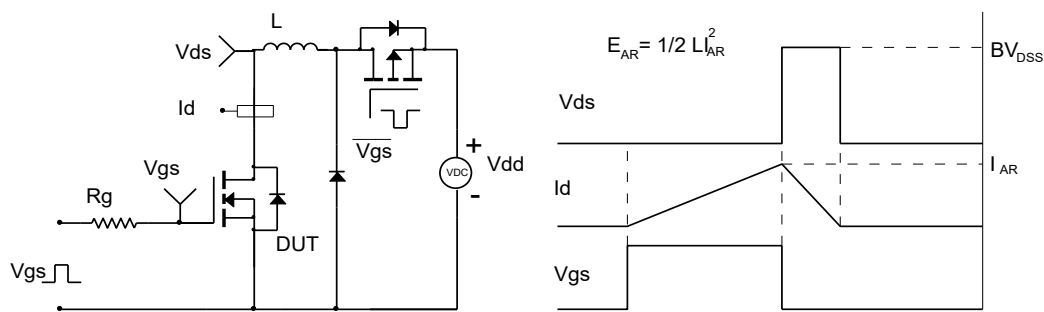 L
Vds
Id
Vgs
Vgs
+
VDC
Vdd
-
Rg
DUT
Vgs
E_AR= 1/2 LI_AR^2
BV_DSS
Vds
I_AR
Id
Vgs